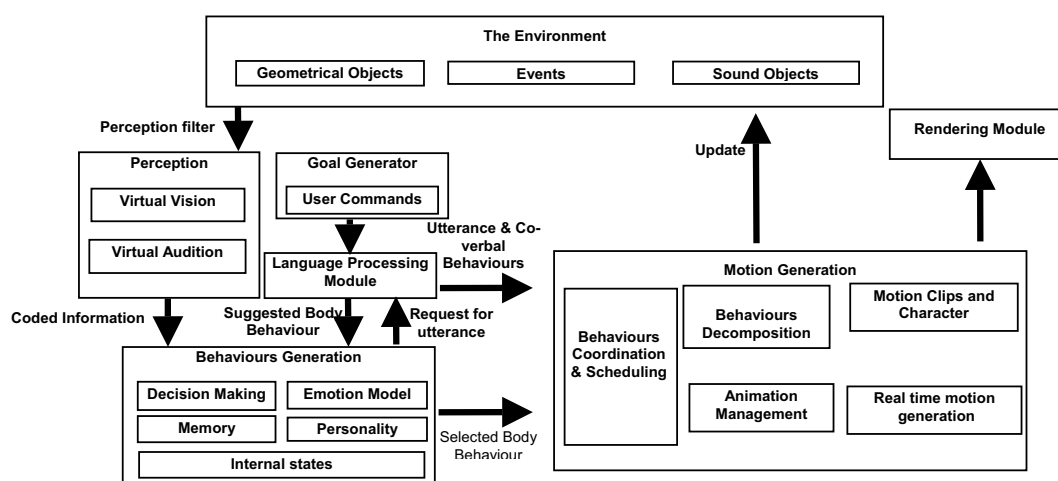 The Environment
Geometrical Objects
Events
Sound Objects
Perception filter
Update
Rendering Module
Perception
Virtual Vision
Virtual Audition
Goal Generator
User Commands
Language Processing
Module
Utterance & Co-
verbal
Behaviours
Coded Information
Suggested Body
Behaviour
Request for
utterance
Behaviours Generation
Decision Making
Emotion Model
Memory
Personality
Internal states
Selected Body
Behaviour
Motion Generation
Behaviours
Coordination
& Scheduling
Behaviours
Decomposition
Motion Clips and
Character
Animation
Management
Real time motion
generation